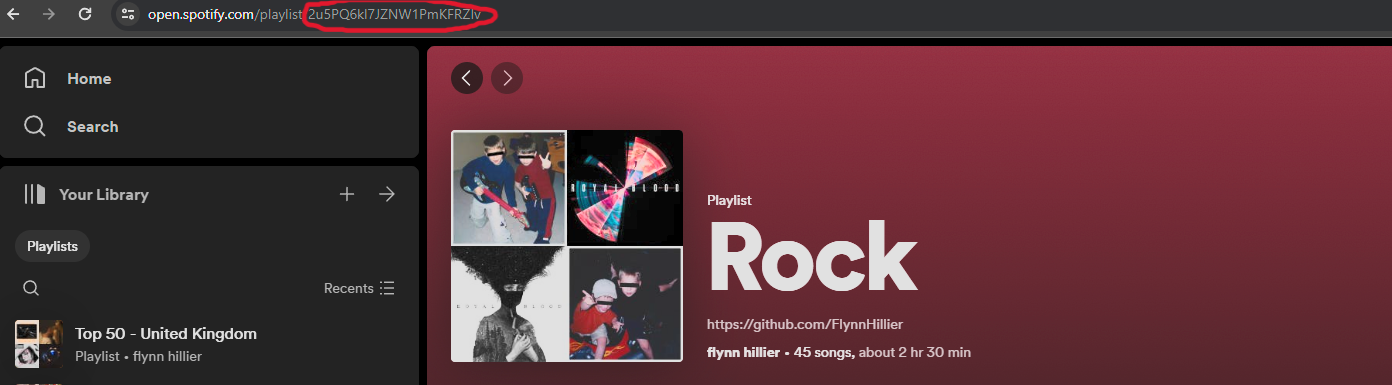 open.spotify.com/playlist/2u5PQ6kI7JZNW1PmKFRZlv
Home
Search
Your Library
Playlists
Recents
Top 50 - United Kingdom
Playlist • flynn hillier
ROYAL BLOOD
ROYAL BLOOD
Playlist
Rock
https://github.com/FlynnHillier
flynn hillier • 45 songs, about 2 hr 30 min